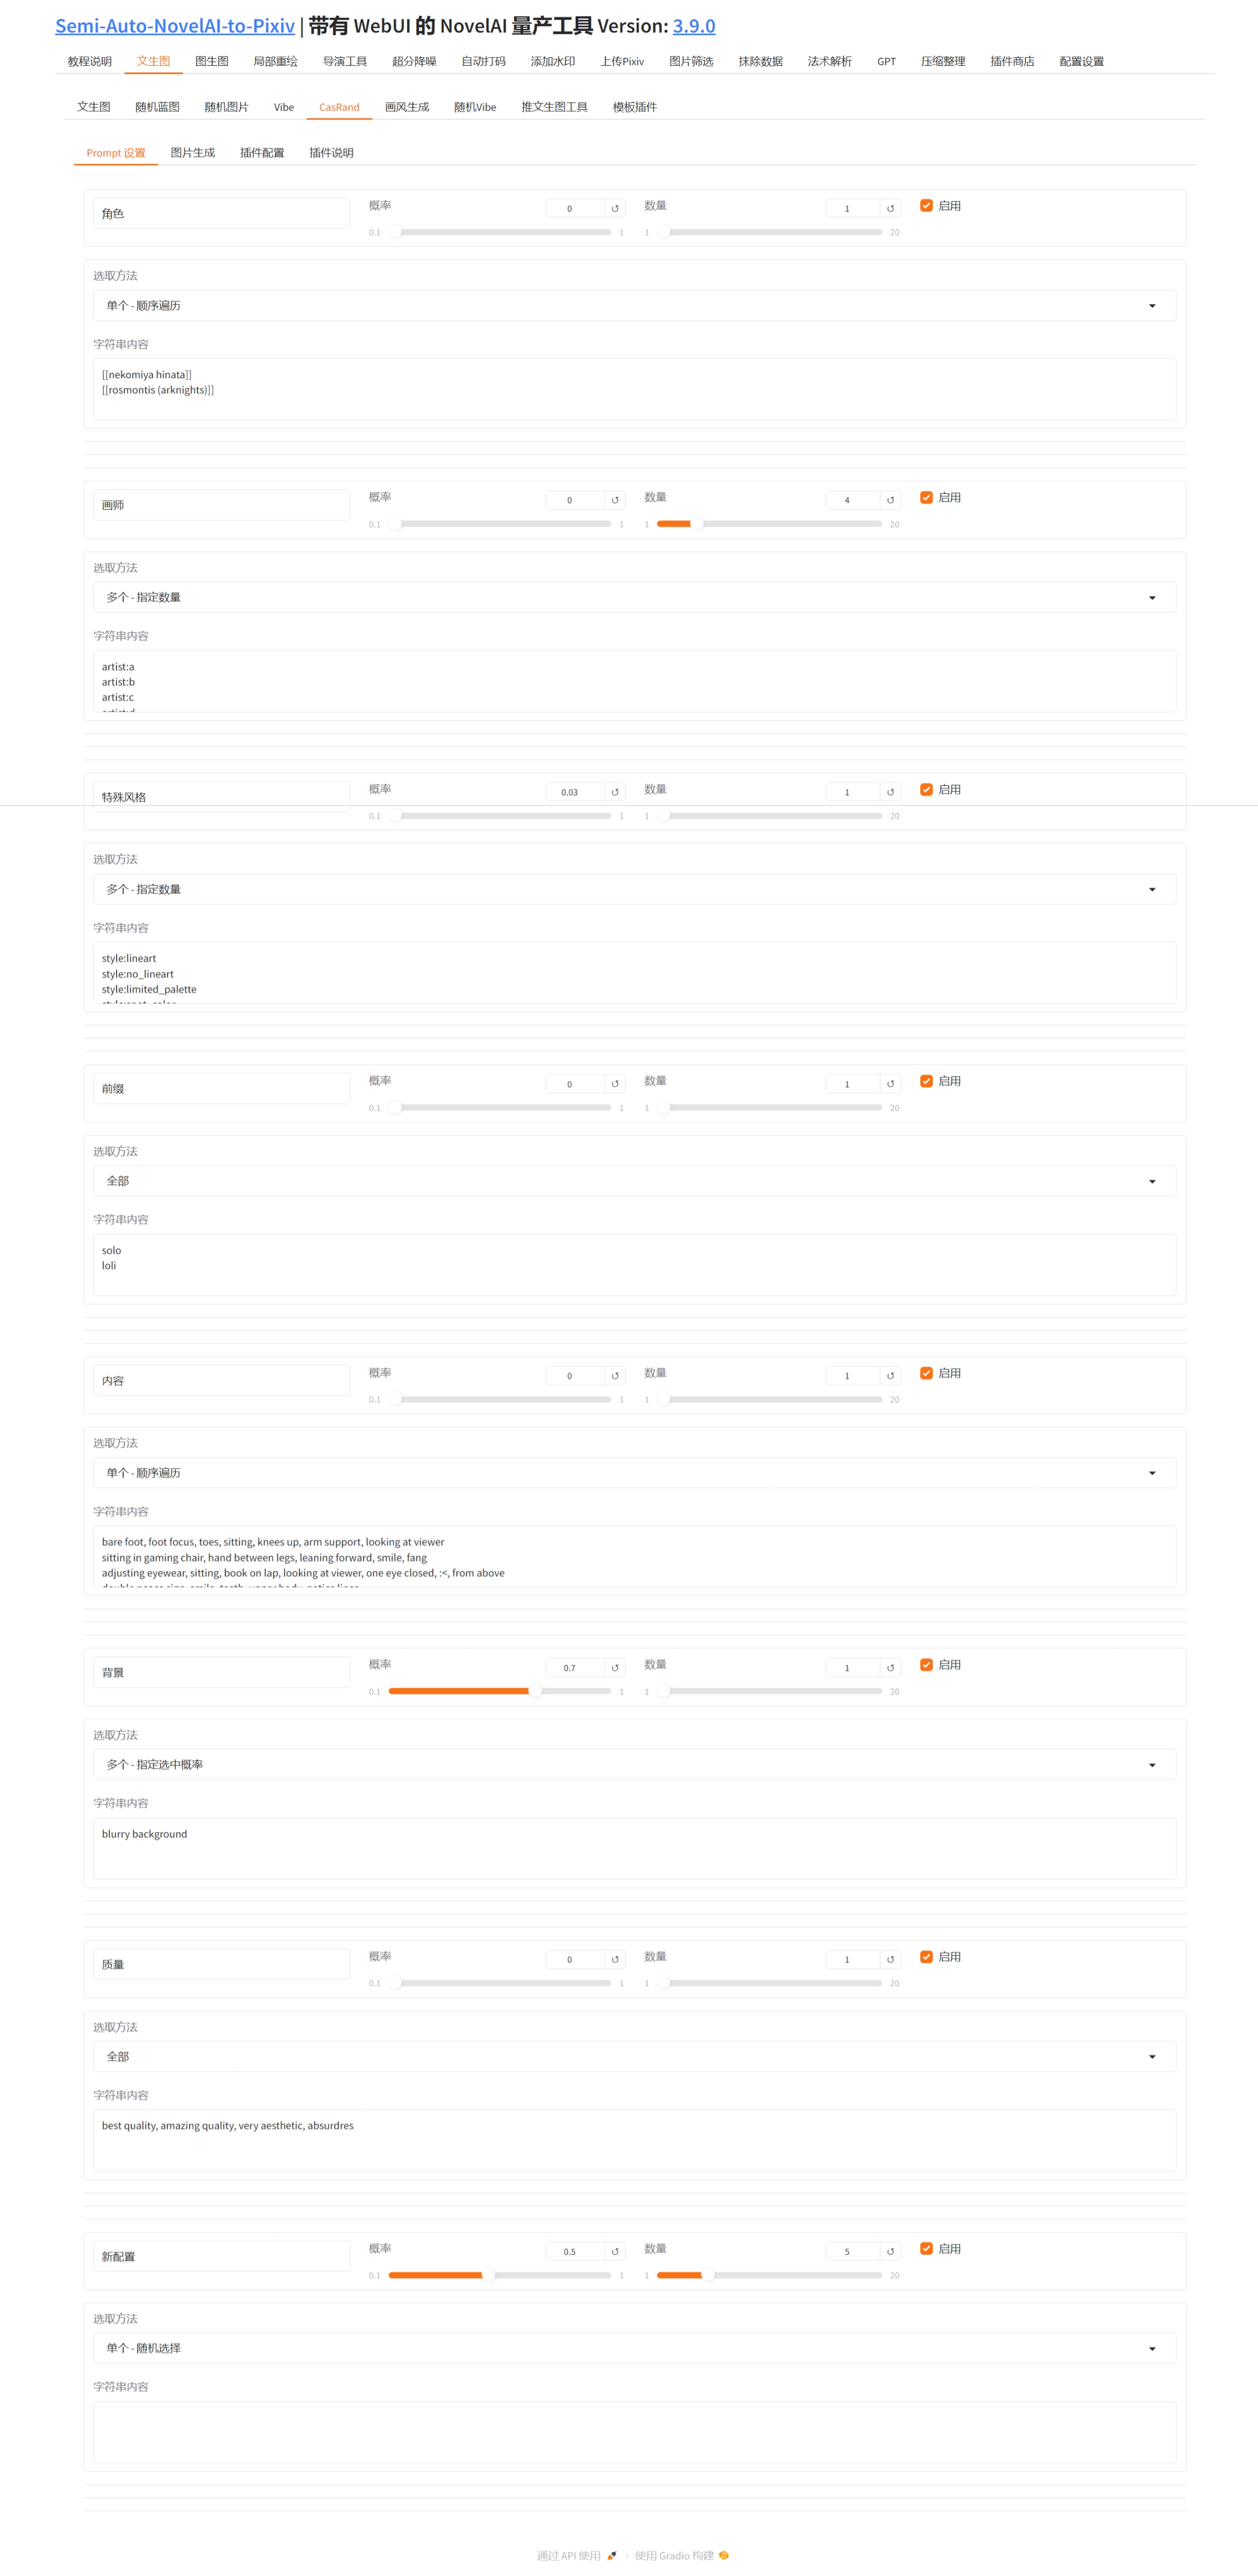 Semi-Auto-NovelAI-to-Pixiv | 带有 WebUI 的 NovelAI 量产工具 Version: 3.9.0
教程说明 文生图 图生图 局部重绘 导演工具 超分降噪 自动打码 添加水印 上传Pixiv 图片筛选 抹除数据 法术解析 GPT 压缩整理 插件商店 配置设置
文生图 随机蓝图 随机图片 Vibe CasRand 画风生成 随机Vibe 推文生图工具 模板插件
Prompt 设置 图片生成 插件配置 插件说明
角色 概率 0 ↺ 数量 1 ↺ 启用
0.1 1 1 20
选取方法
单个 - 顺序遍历
字符串内容
[[nekomiya hinata]]
[[rosmontis (arknights)]]
画师 概率 0 ↺ 数量 4 ↺ 启用
0.1 1 1 20
选取方法
多个 - 指定数量
字符串内容
artist:a
artist:b
artist:c
artist:d
特殊风格 概率 0.03 ↺ 数量 1 ↺ 启用
0.1 1 1 20
选取方法
多个 - 指定数量
字符串内容
style:lineart
style:no_lineart
style:limited_palette
style:spot_color
前缀 概率 0 ↺ 数量 1 ↺ 启用
0.1 1 1 20
选取方法
全部
字符串内容
solo
loli
内容 概率 0 ↺ 数量 1 ↺ 启用
0.1 1 1 20
选取方法
单个 - 顺序遍历
字符串内容
bare foot, foot focus, toes, sitting, knees up, arm support, looking at viewer
sitting in gaming chair, hand between legs, leaning forward, smile, fang
adjusting eyewear, sitting, book on lap, looking at viewer, one eye closed, :<, from above
背景 概率 0.7 ↺ 数量 1 ↺ 启用
0.1 1 1 20
选取方法
多个 - 指定选中概率
字符串内容
blurry background
质量 概率 0 ↺ 数量 1 ↺ 启用
0.1 1 1 20
选取方法
全部
字符串内容
best quality, amazing quality, very aesthetic, absurdres
新配置 概率 0.5 ↺ 数量 5 ↺ 启用
0.1 1 1 20
选取方法
单个 - 随机选择
字符串内容
通过 API 使用 · 使用 Gradio 构建